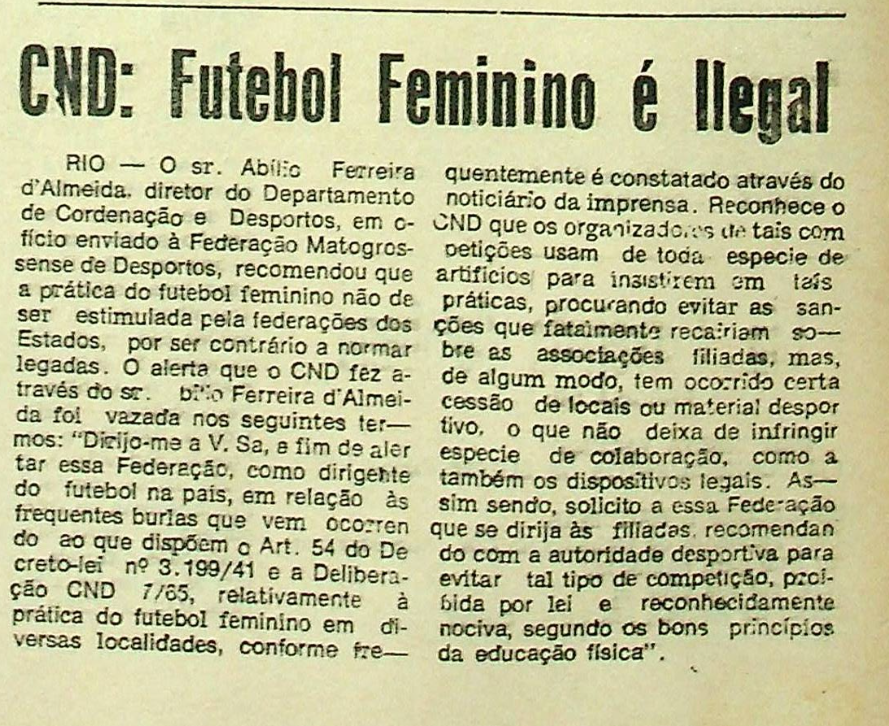 CND: Futebol Feminino é Ilegal
RIO — O sr. Abílio Ferreira
d'Almeida, diretor do Departamento
de Cordenação e Desportos, em o-
fício enviado à Federação Matogros-
sense de Desportos, recomendou que
a prática do futebol feminino não de
ser estimulada pela federações dos
Estados, por ser contrário a normar
legadas. O alerta que o CND fez a-
través do sr. Ferreira d'Almei-
da foi vazada nos seguintes ter—
mos: "Dirijo-me a V. Sa, a fim de aler
tar essa Federação, como dirigente
do futebol na país, em relação às
frequentes burlas que vem ocorren
do ao que dispõem o Art. 54 do De
creto-lei nº 3.199/41 e a Delibera-
ção CND 7/65, relativamente à
prática do futebol feminino em di-
versas localidades, conforme fre—
quentemente é constatado através do
noticiário da imprensa. Reconhece o
CND que os organizadores de tais com
petições usam de toda especie de
artificios para insistirem em tais
práticas, procurando evitar as san-
ções que fatalmente recairiam so—
bre as associações filiadas, mas,
de algum modo, tem ocorrido certa
cessão de locais ou material despor
tivo, o que não deixa de infringir
especie de colaboração, como a
também os dispositivos legais. As—
sim sendo, solicito a essa Federação
que se dirija às filiadas, recomendan
do com a autoridade desportiva para
evitar tal tipo de competição, proi-
bida por lei e reconhecidamente
nociva, segundo os bons princípios
da educação física".